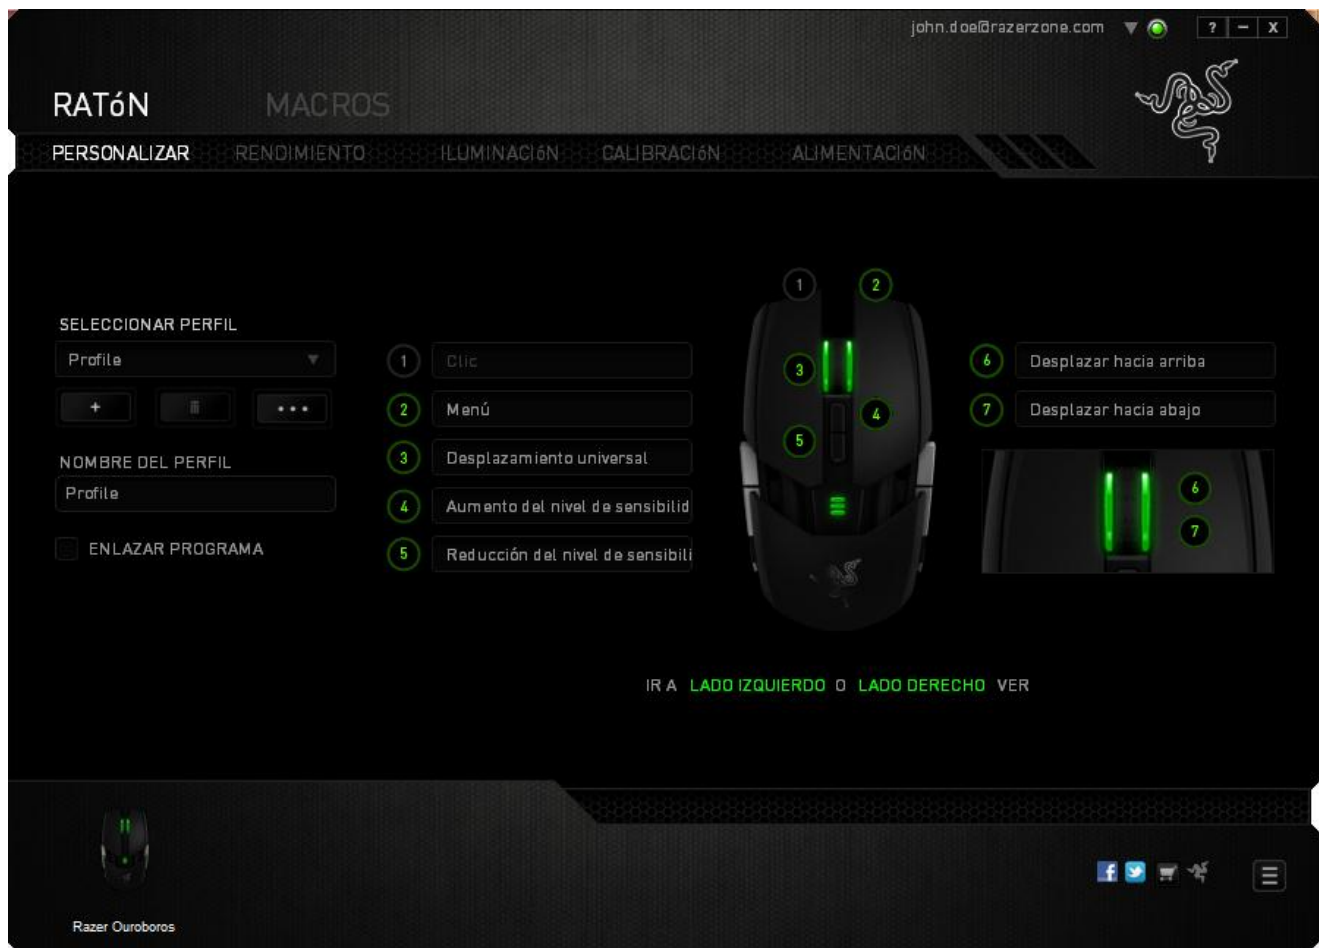 john.doe@razerzone.com
? – X
RATóN MACROS
PERSONALIZAR RENDIMIENTO ILUMINACIóN CALIBRACIóN ALIMENTACIóN
SELECCIONAR PERFIL
Profile
+ •••
NOMBRE DEL PERFIL
Profile
ENLAZAR PROGRAMA
1 Clic
2 Menú
3 Desplazamiento universal
4 Aumento del nivel de sensibilid
5 Reducción del nivel de sensibili
1 2
3
4
5
6 Desplazar hacia arriba
7 Desplazar hacia abajo
6
7
IR A LADO IZQUIERDO O LADO DERECHO VER
Razer Ouroboros